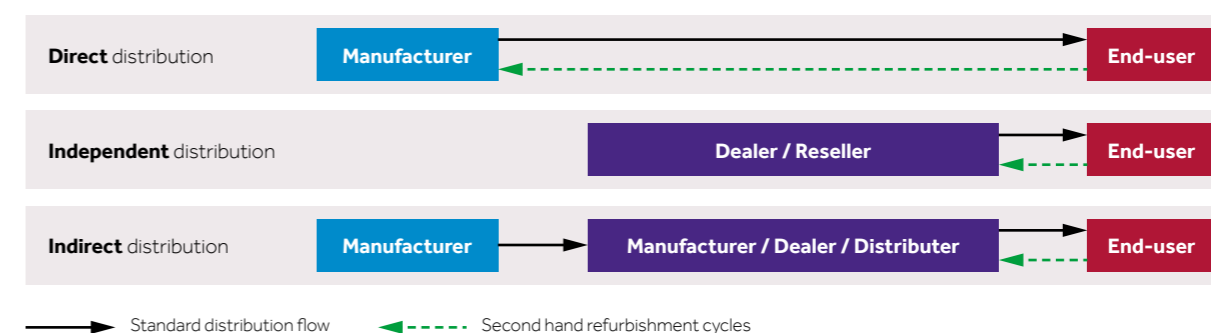 Direct distribution Manufacturer End-user
Independent distribution Dealer / Reseller End-user
Indirect distribution Manufacturer Manufacturer / Dealer / Distributer End-user
Standard distribution flow Second hand refurbishment cycles